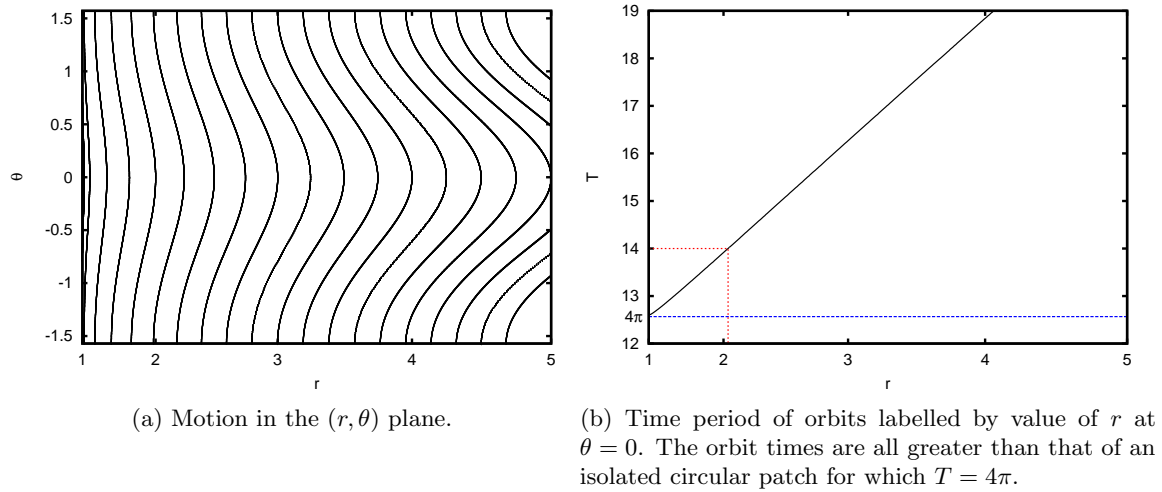 1.5
1
0.5
0
-0.5
-1
-1.5
θ
1 2 3 4 5
r
19
18
17
16
15
14
13
4π
12
T
1 2 3 4 5
r
(a) Motion in the (r, θ) plane.
(b) Time period of orbits labelled by value of r at
θ = 0. The orbit times are all greater than that of an
isolated circular patch for which T = 4π.